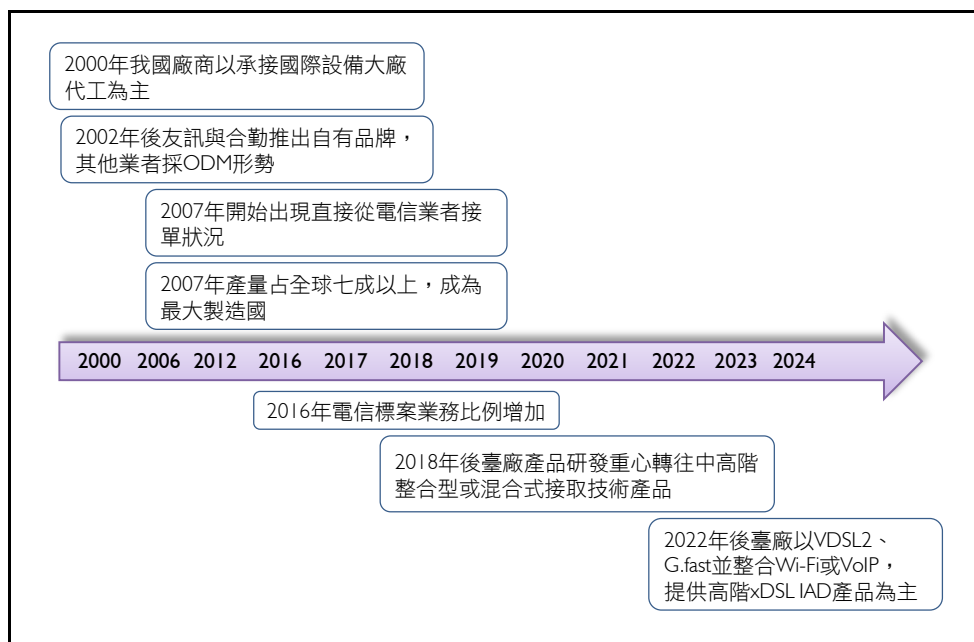 2000年我國廠商以承接國際設備大廠
代工為主
2002年後友訊與合勤推出自有品牌，
其他業者採ODM形勢
2007年開始出現直接從電信業者接
單狀況
2007年產量占全球七成以上，成為
最大製造國
2000 2006 2012 2016 2017 2018 2019 2020 2021 2022 2023 2024
2016年電信標案業務比例增加
2018年後臺廠產品研發重心轉往中高階
整合型或混合式接取技術產品
2022年後臺廠以VDSL2、
G.fast並整合Wi-Fi或VoIP，
提供高階xDSL IAD產品為主